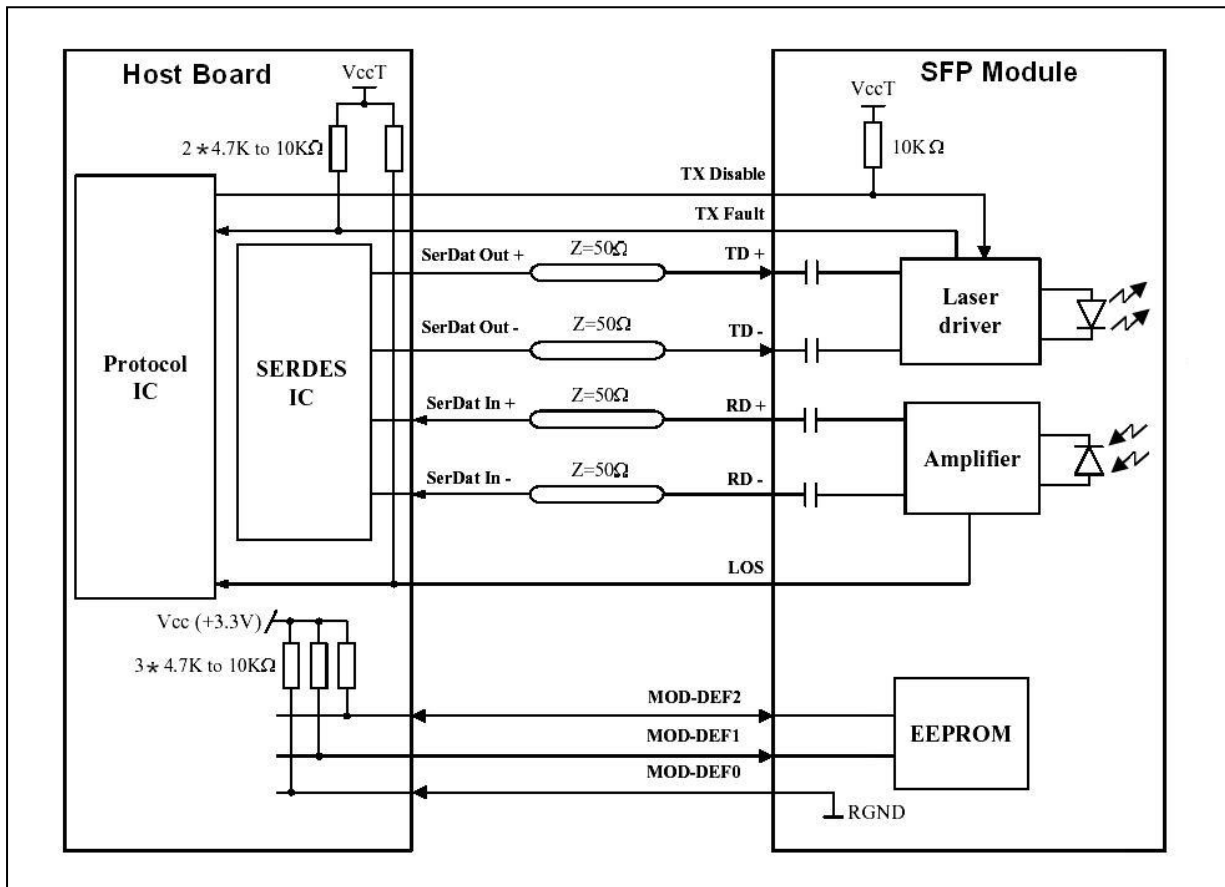 Host Board
VccT
2*4.7K to 10KΩ
SFP Module
VccT
10KΩ
TX Disable
TX Fault
SerDat Out +
Z=50Ω
TD +
SerDat Out -
Z=50Ω
TD -
SerDat In +
Z=50Ω
RD +
SerDat In -
Z=50Ω
RD -
LOS
Protocol
IC
SERDES
IC
Laser
driver
Amplifier
Vcc (+3.3V)
3*4.7K to 10KΩ
MOD-DEF2
MOD-DEF1
MOD-DEF0
EEPROM
RGND